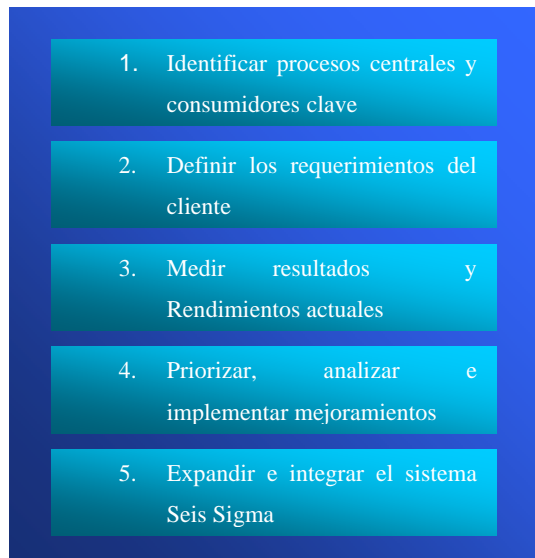 1. Identificar procesos centrales y
consumidores clave
2. Definir los requerimientos del
cliente
3. Medir resultados y
Rendimientos actuales
4. Priorizar, analizar e
implementar mejoramientos
5. Expandir e integrar el sistema
Seis Sigma